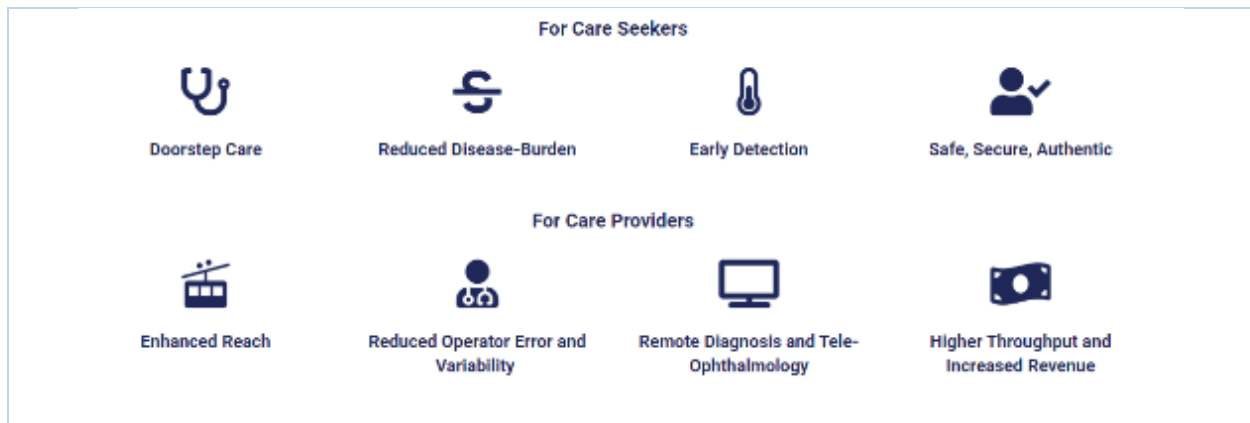 For Care Seekers
Doorstep Care
Reduced Disease-Burden
Early Detection
Safe, Secure, Authentic
For Care Providers
Enhanced Reach
Reduced Operator Error and
Variability
Remote Diagnosis and Tele-
Ophthalmology
Higher Throughput and
Increased Revenue